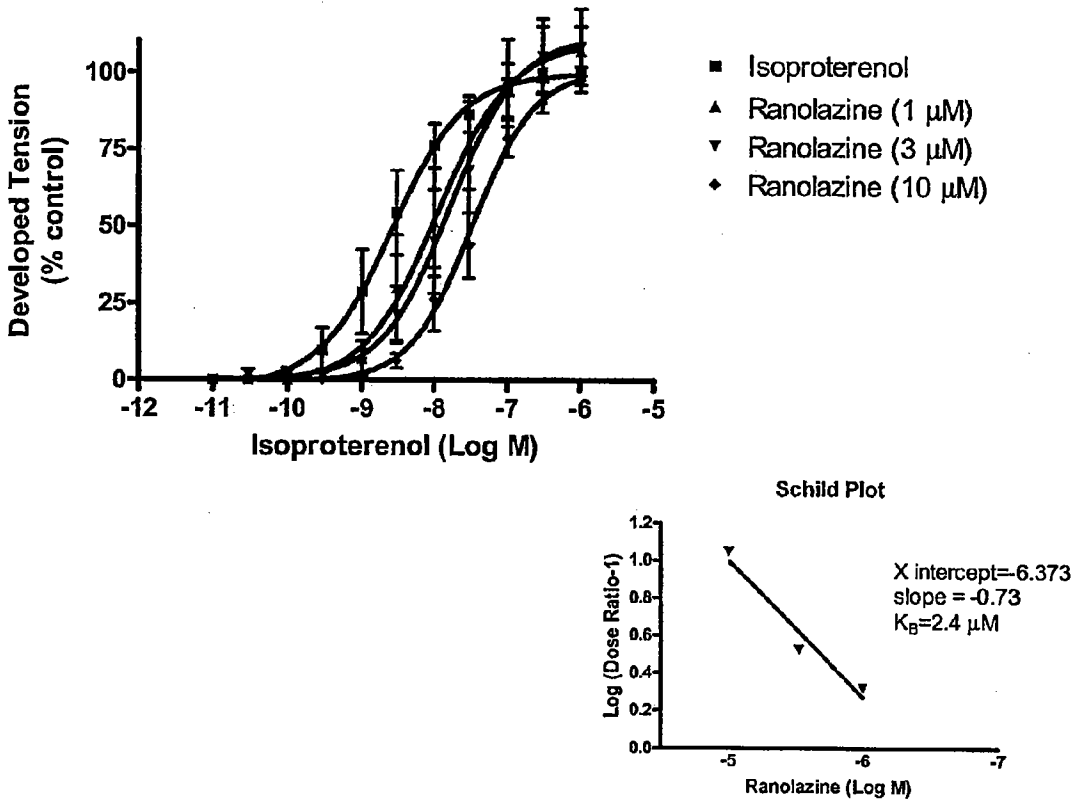 Developed Tension
(% control)
100
75
50
25
0
-12 -11 -10 -9 -8 -7 -6 -5
Isoproterenol (Log M)
Isoproterenol
Ranolazine (1 μM)
Ranolazine (3 μM)
Ranolazine (10 μM)
Schild Plot
Log (Dose Ratio-1)
1.2
1.0
0.8
0.6
0.4
0.2
0.0
-5 -6 -7
Ranolazine (Log M)
X intercept=-6.373
slope = -0.73
KB=2.4 μM